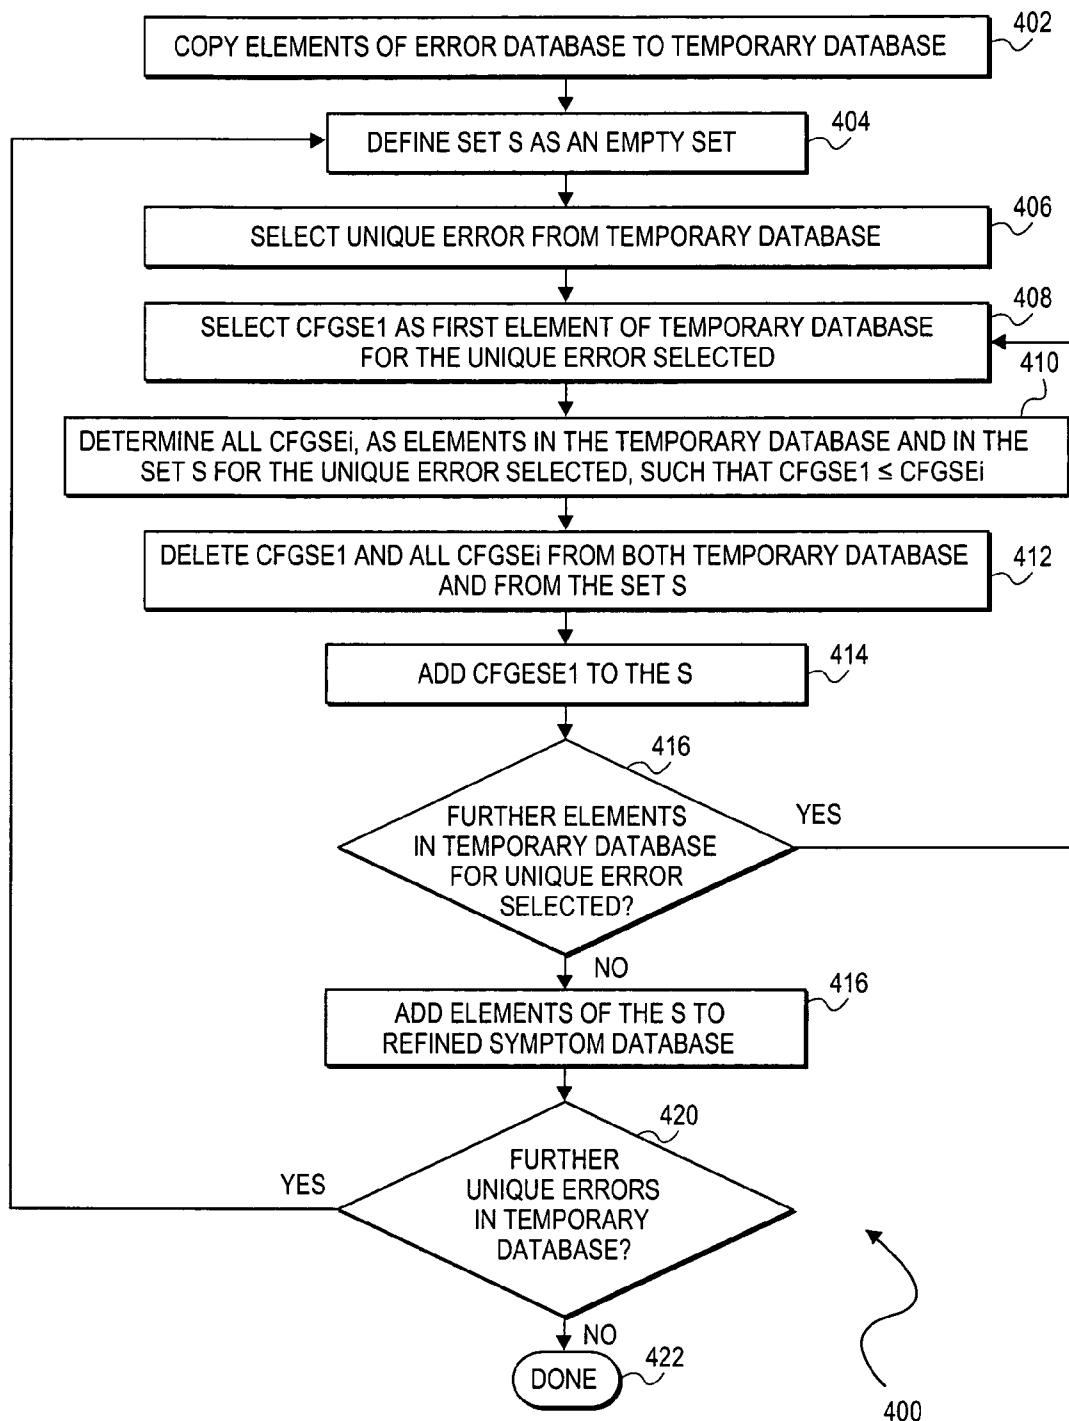 COPY ELEMENTS OF ERROR DATABASE TO TEMPORARY DATABASE
402
DEFINE SET S AS AN EMPTY SET
404
SELECT UNIQUE ERROR FROM TEMPORARY DATABASE
406
SELECT CFGSE1 AS FIRST ELEMENT OF TEMPORARY DATABASE
FOR THE UNIQUE ERROR SELECTED
408
410
DETERMINE ALL CFGSEi, AS ELEMENTS IN THE TEMPORARY DATABASE AND IN THE
SET S FOR THE UNIQUE ERROR SELECTED, SUCH THAT CFGSE1 ≤ CFGSEi
DELETE CFGSE1 AND ALL CFGSEi FROM BOTH TEMPORARY DATABASE
AND FROM THE SET S
412
ADD CFGESE1 TO THE S
414
416
FURTHER ELEMENTS
IN TEMPORARY DATABASE
FOR UNIQUE ERROR
SELECTED?
YES
NO
ADD ELEMENTS OF THE S TO
REFINED SYMPTOM DATABASE
416
420
FURTHER
UNIQUE ERRORS
IN TEMPORARY
DATABASE?
YES
NO
DONE
422
400